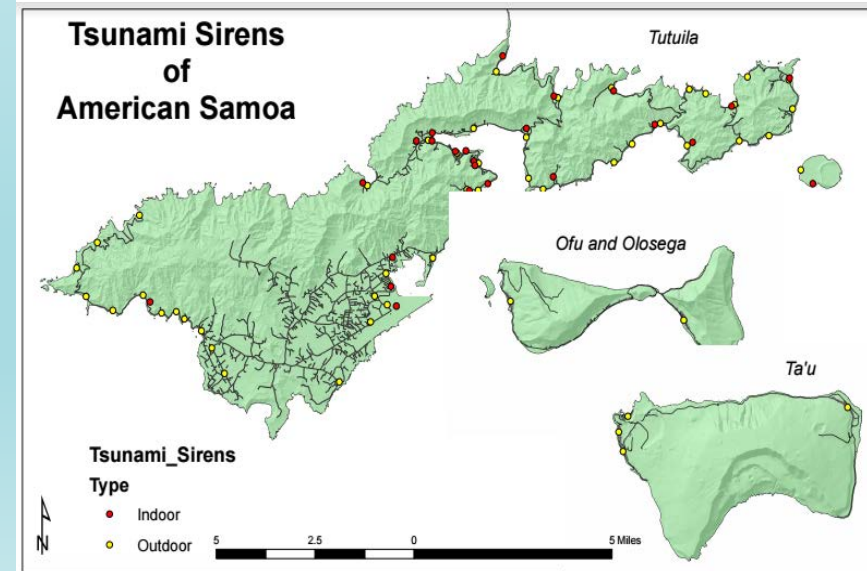 Tsunami Sirens
of
American Samoa
Tutuila
Ofu and Olosega
Ta'u
Tsunami_Sirens
Type
Indoor
Outdoor
N
5 2.5 0 5 Miles